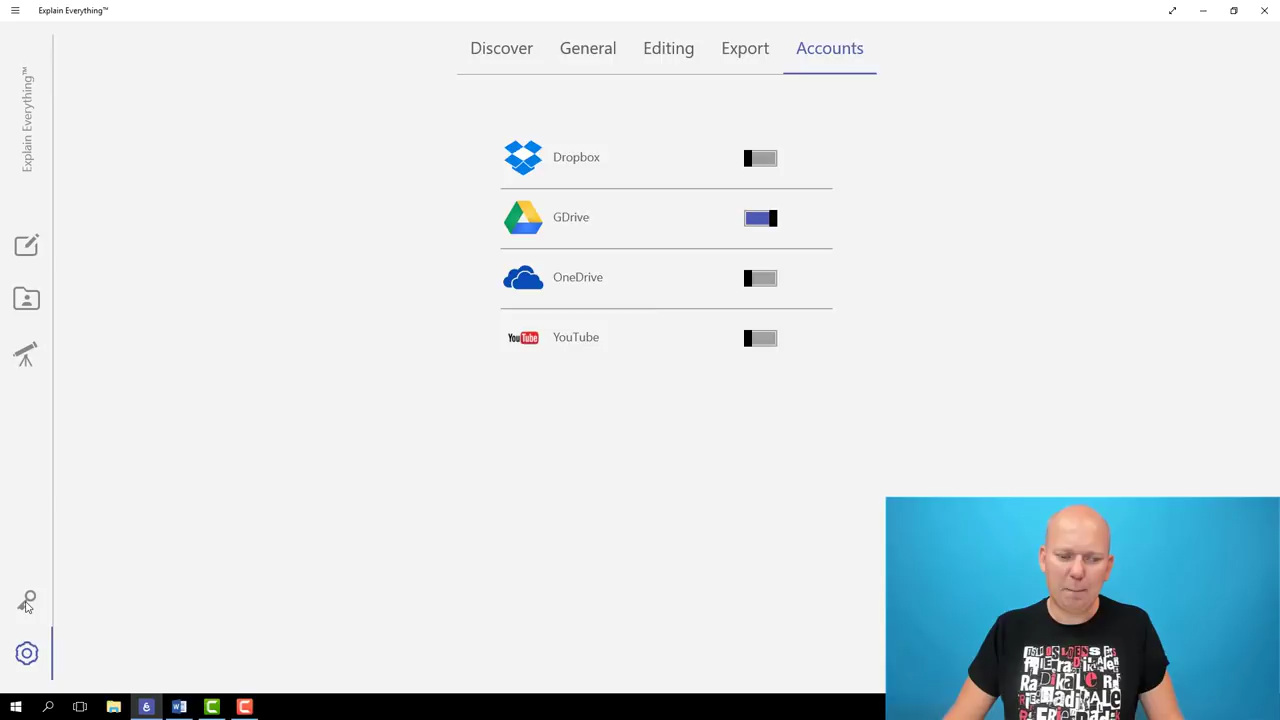 Explain Everything™
Discover General Editing Export Accounts
Explain Everything™
Dropbox
GDrive
OneDrive
YouTube YouTube